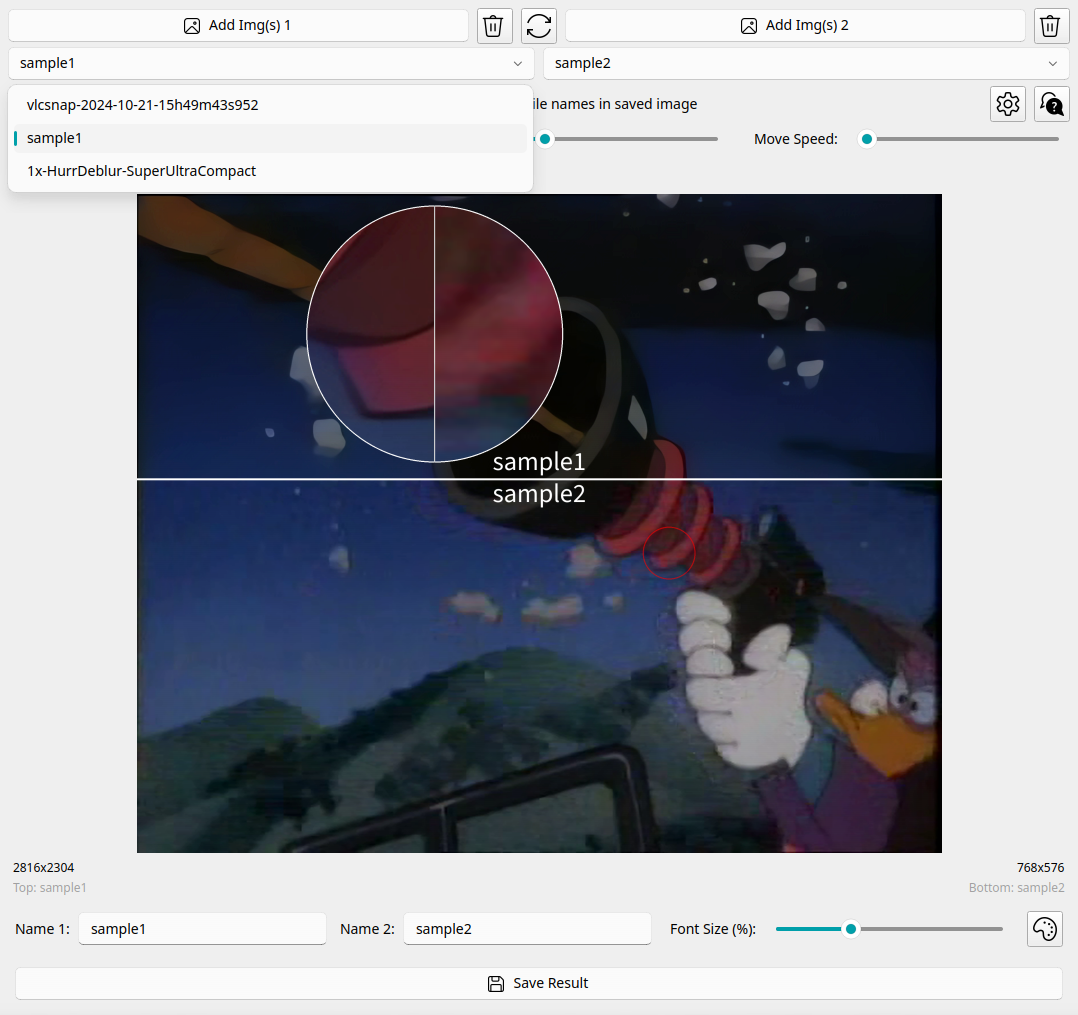 Add Img(s) 1
Add Img(s) 2
sample1
sample2
vlcsnap-2024-10-21-15h49m43s952
sample1
1x-HurrDeblur-SuperUltraCompact
file names in saved image
Move Speed:
sample1
sample2
2816x2304
768x576
Top: sample1
Bottom: sample2
Name 1:
sample1
Name 2:
sample2
Font Size (%):
Save Result